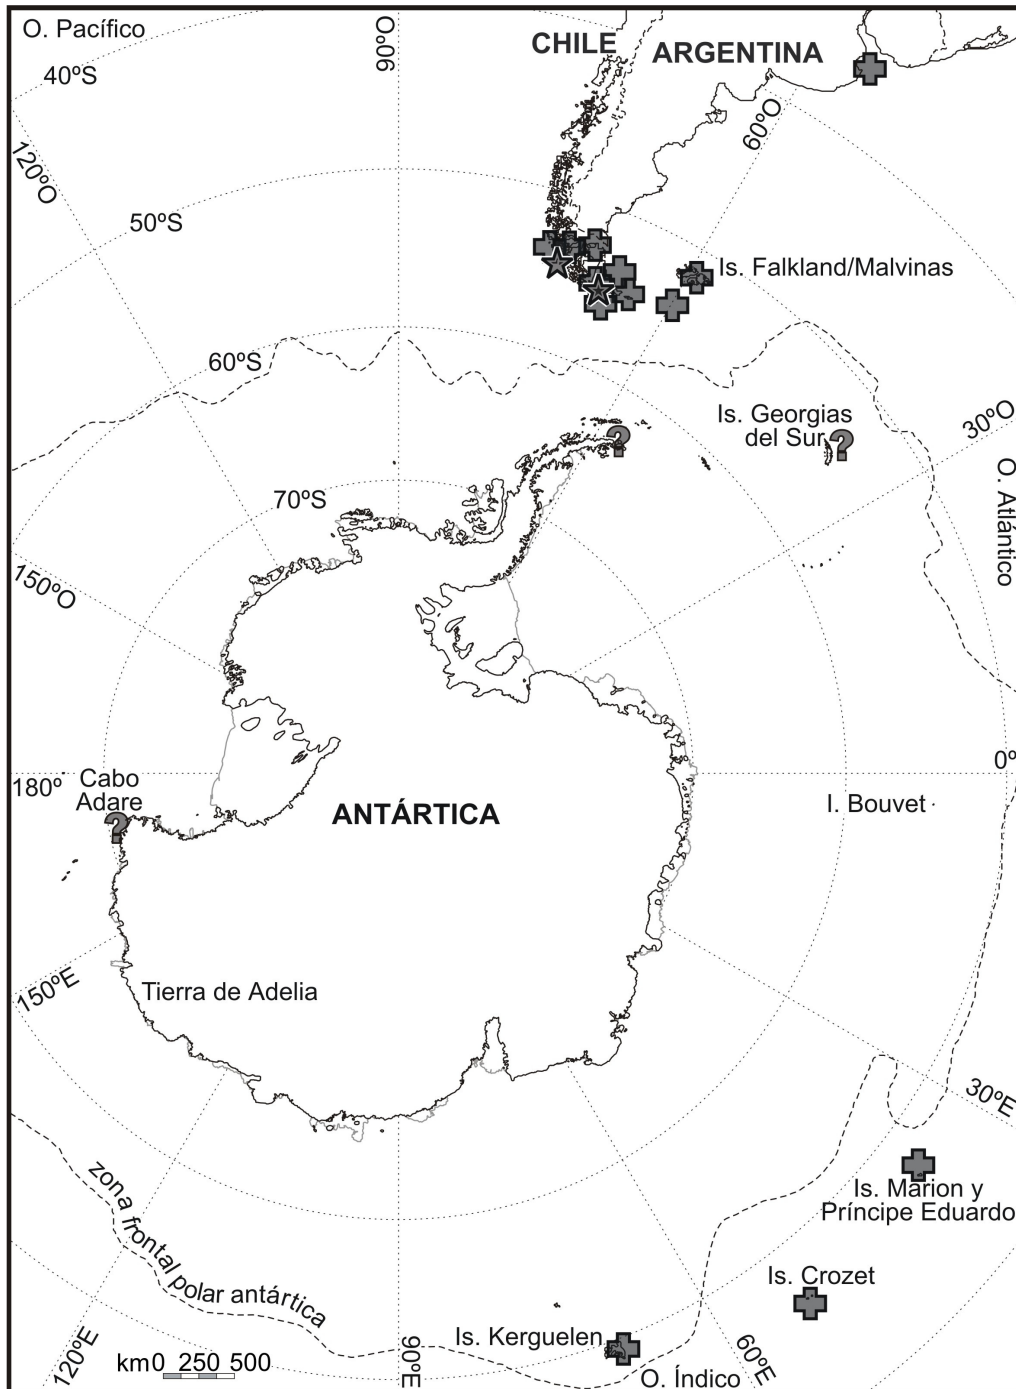 O. Pacífico
90ºO
CHILE
ARGENTINA
40ºS
60ºO
120ºO
50ºS
Is. Falkland/Malvinas
60ºS
Is. Georgias
del Sur
?
?
30ºO
O. Atlántico
70ºS
150ºO
180º
Cabo
Adare
?
ANTÁRTICA
0º
I. Bouvet
150ºE
Tierra de Adelia
30ºE
zona frontal polar antártica
Is. Marion y
Príncipe Eduardo
Is. Crozet
Is. Kerguelen
120ºE
km0 250 500
90ºE
O. Índico
60ºE